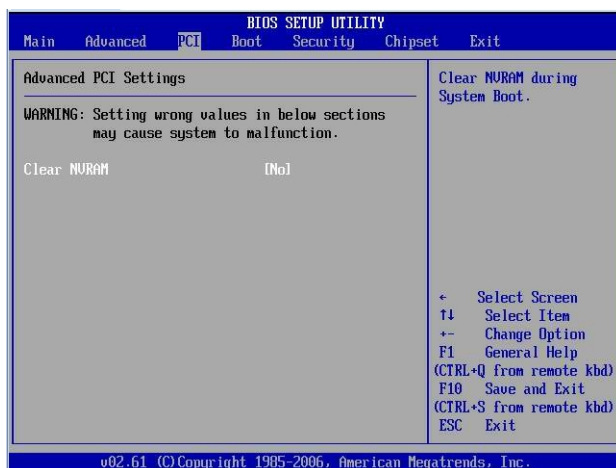 BIOS SETUP UTILITY
Main Advanced PCI Boot Security Chipset Exit
Advanced PCI Settings
WARNING: Setting wrong values in below sections
may cause system to malfunction.
Clear NVRAM [No]
Clear NVRAM during
System Boot.
← Select Screen
↑↓ Select Item
+- Change Option
F1 General Help
(CTRL+Q from remote kbd)
F10 Save and Exit
(CTRL+S from remote kbd)
ESC Exit
v02.61 (C)Copyright 1985-2006, American Megatrends, Inc.